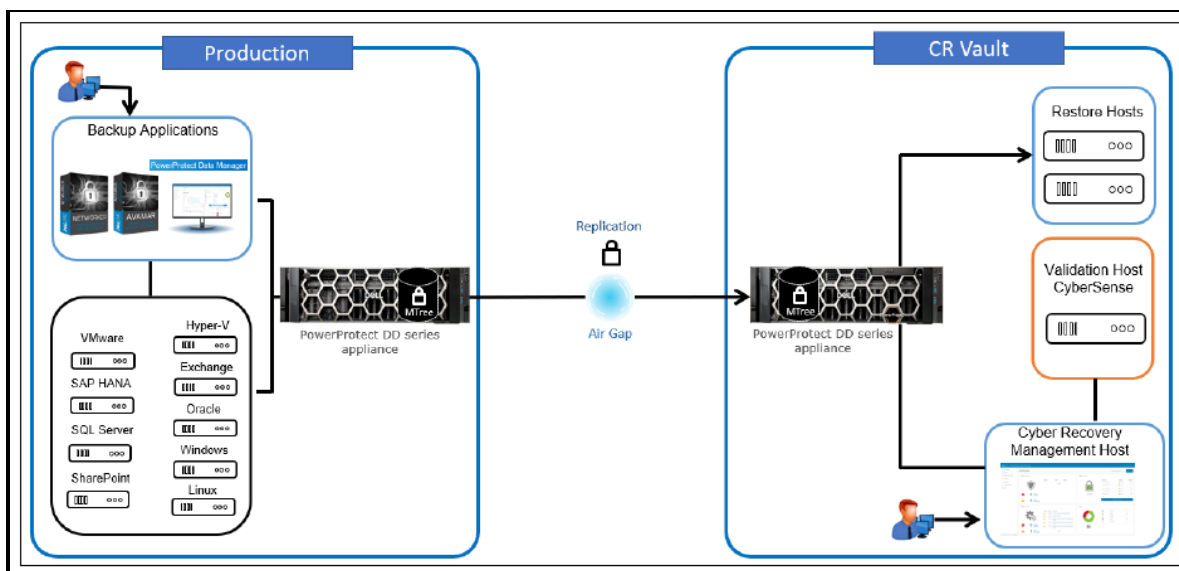 Production
CR Vault
Backup Applications
PowerProtect Data Manager
NETWORKER
AVAMAR
VMware
SAP HANA
SQL Server
SharePoint
Hyper-V
Exchange
Oracle
Windows
Linux
DELL
MTree
PowerProtect DD series
appliance
Replication
Air Gap
MTree
PowerProtect DD series
appliance
Restore Hosts
Validation Host
CyberSense
Cyber Recovery
Management Host